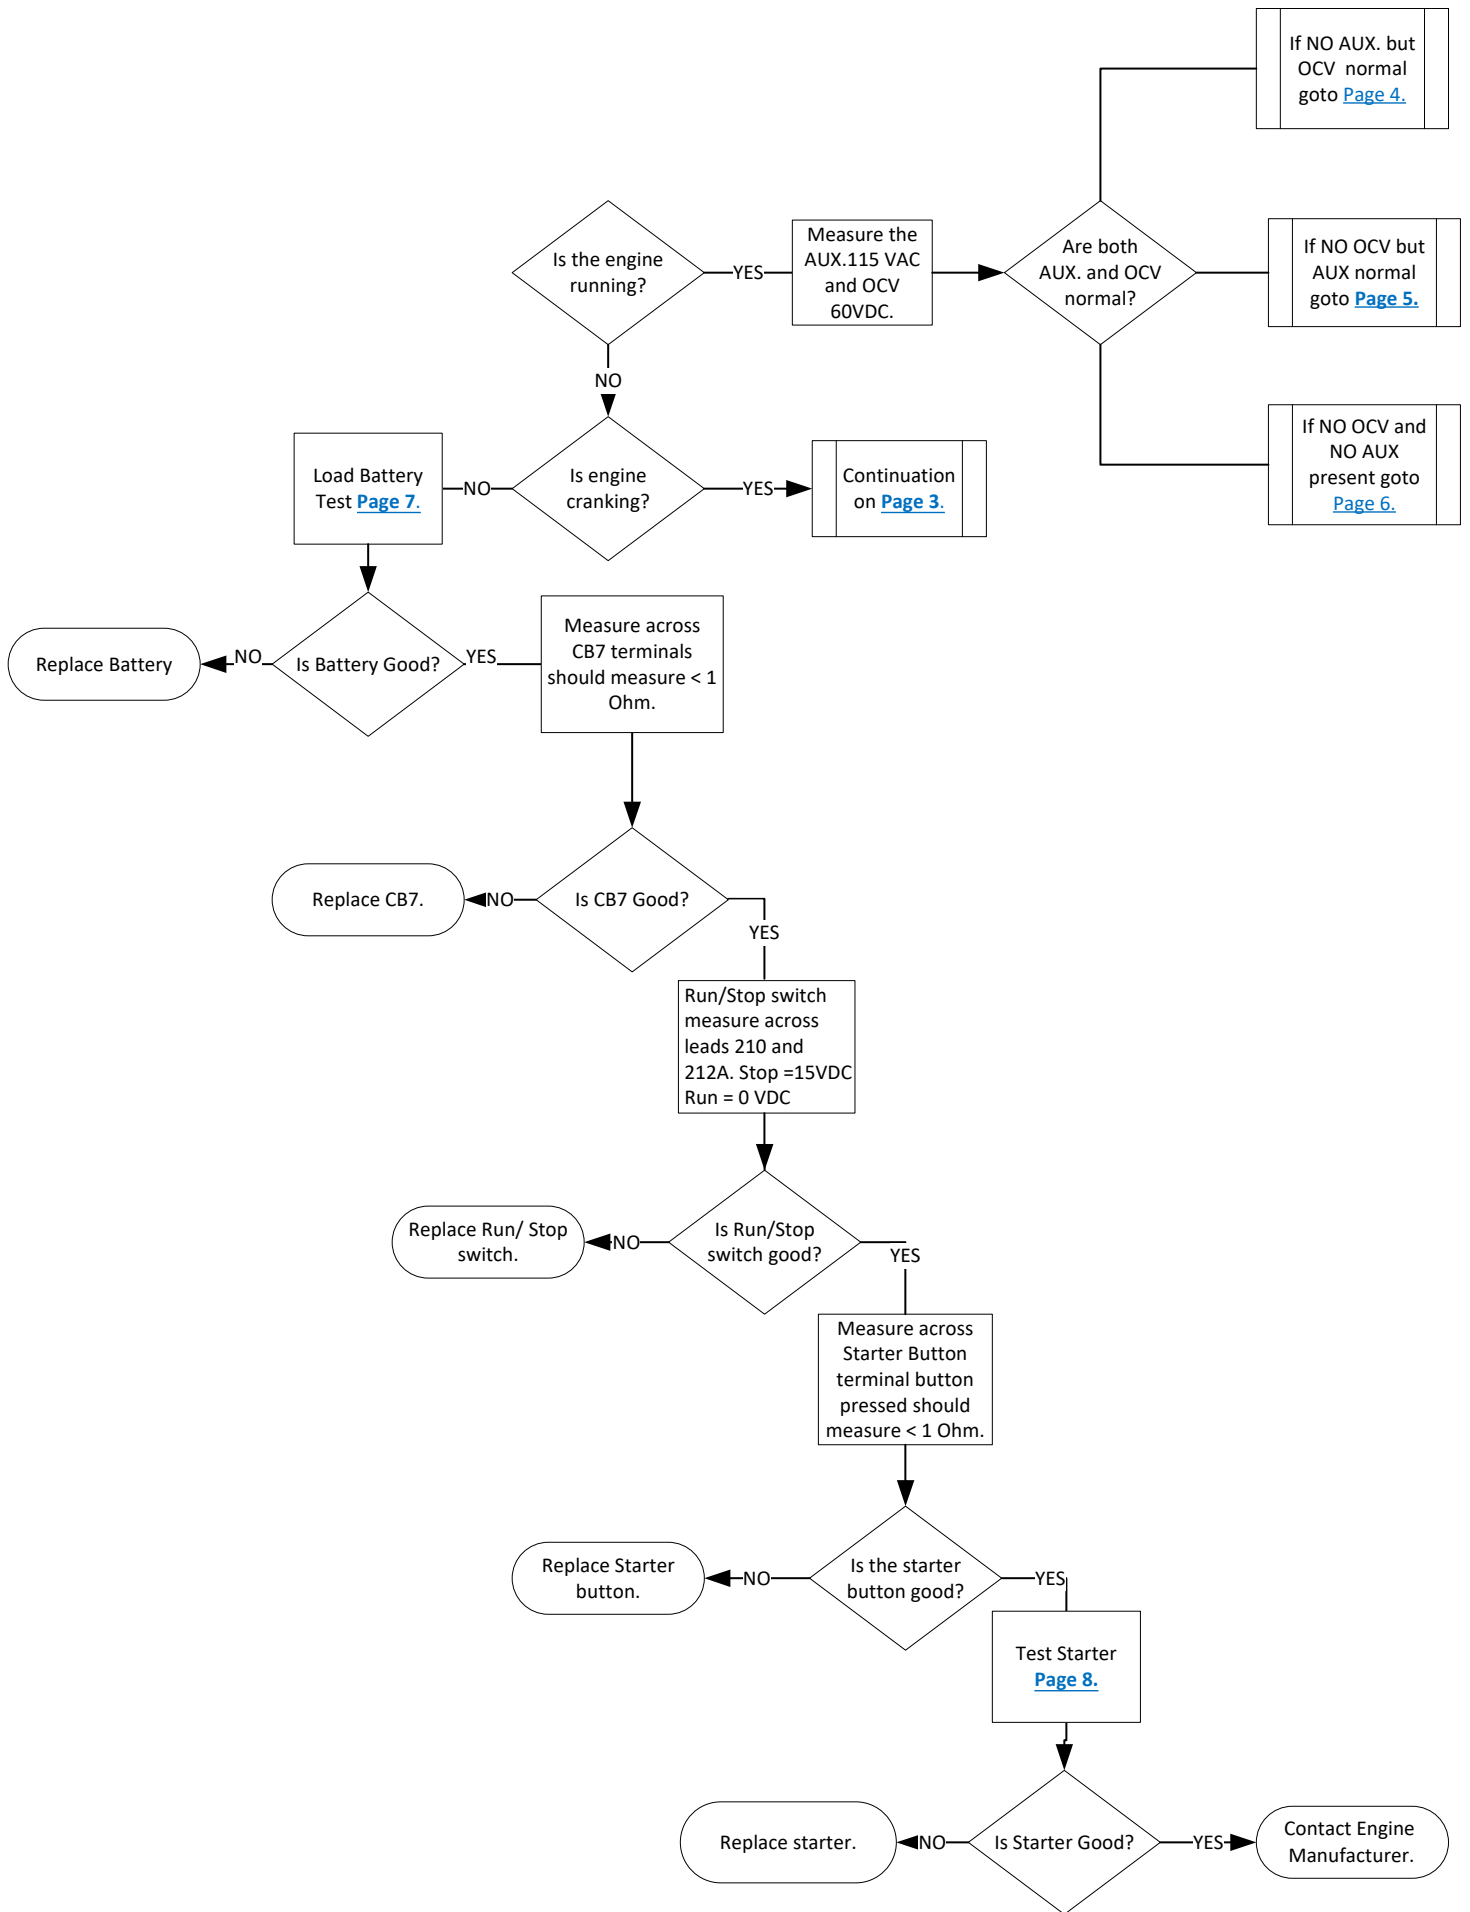 If NO AUX. but
OCV normal
goto Page 4.
Is the engine
running?
YES
Measure the
AUX.115 VAC
and OCV
60VDC.
Are both
AUX. and OCV
normal?
If NO OCV but
AUX normal
goto Page 5.
NO
If NO OCV and
NO AUX
present goto
Page 6.
Load Battery
Test Page 7.
NO
Is engine
cranking?
YES
Continuation
on Page 3.
Replace Battery
NO
Is Battery Good?
YES
Measure across
CB7 terminals
should measure < 1
Ohm.
Replace CB7.
NO
Is CB7 Good?
YES
Run/Stop switch
measure across
leads 210 and
212A. Stop =15VDC
Run = 0 VDC
Replace Run/ Stop
switch.
NO
Is Run/Stop
switch good?
YES
Measure across
Starter Button
terminal button
pressed should
measure < 1 Ohm.
Replace Starter
button.
NO
Is the starter
button good?
YES
Test Starter
Page 8.
Replace starter.
NO
Is Starter Good?
YES
Contact Engine
Manufacturer.